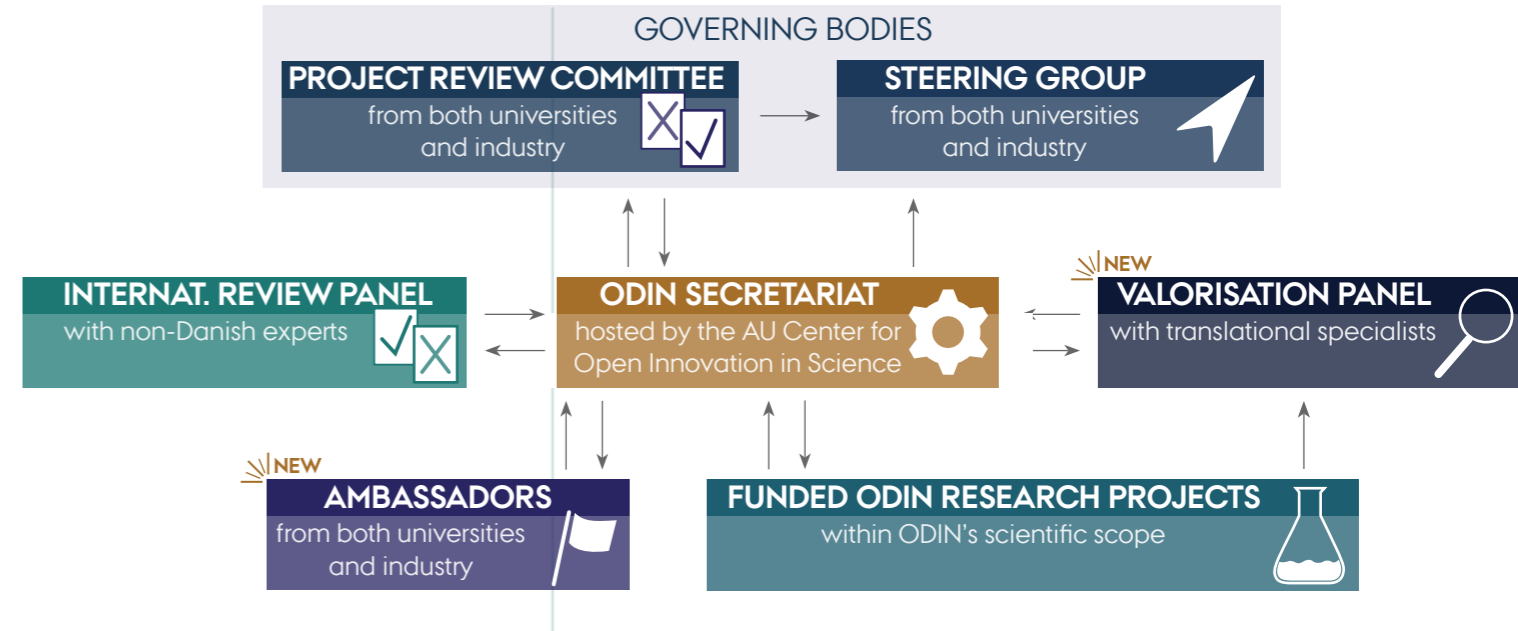 GOVERNING BODIES
PROJECT REVIEW COMMITTEE
from both universities
and industry
STEERING GROUP
from both universities
and industry
INTERNAT. REVIEW PANEL
with non-Danish experts
ODIN SECRETARIAT
hosted by the AU Center for
Open Innovation in Science
NEW
VALORISATION PANEL
with translational specialists
NEW
AMBASSADORS
from both universities
and industry
FUNDED ODIN RESEARCH PROJECTS
within ODIN's scientific scope